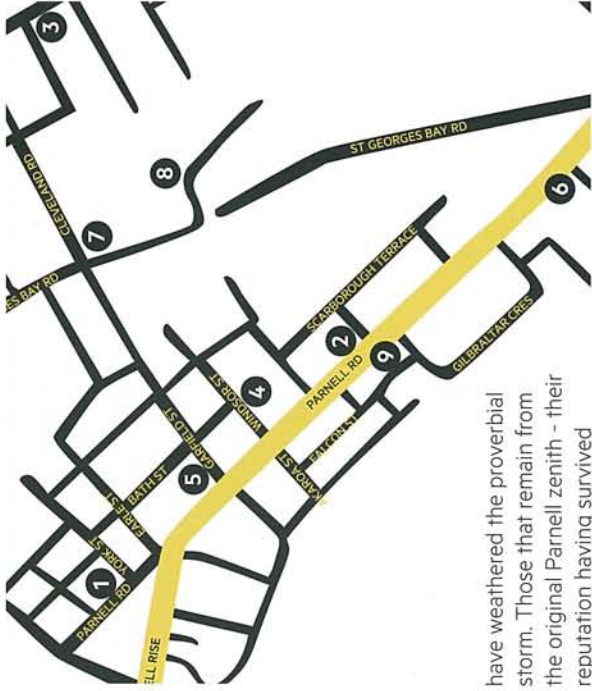 3
CLEVELAND RD
8
7
ST GEORGES BAY RD
ES BAY RD
6
SCARBOROUGH TERRACE
2
9
PARNELL RD
GILBRALTAR CRES
4
WINDSOR ST
FALCON ST
KAROA ST
GARFIELD ST
5
BATH ST
EARLE ST
YORK ST
1
PARNELL RD
ELL RISE
have weathered the proverbial
storm. Those that remain from
the original Parnell zenith – their
reputation having survived